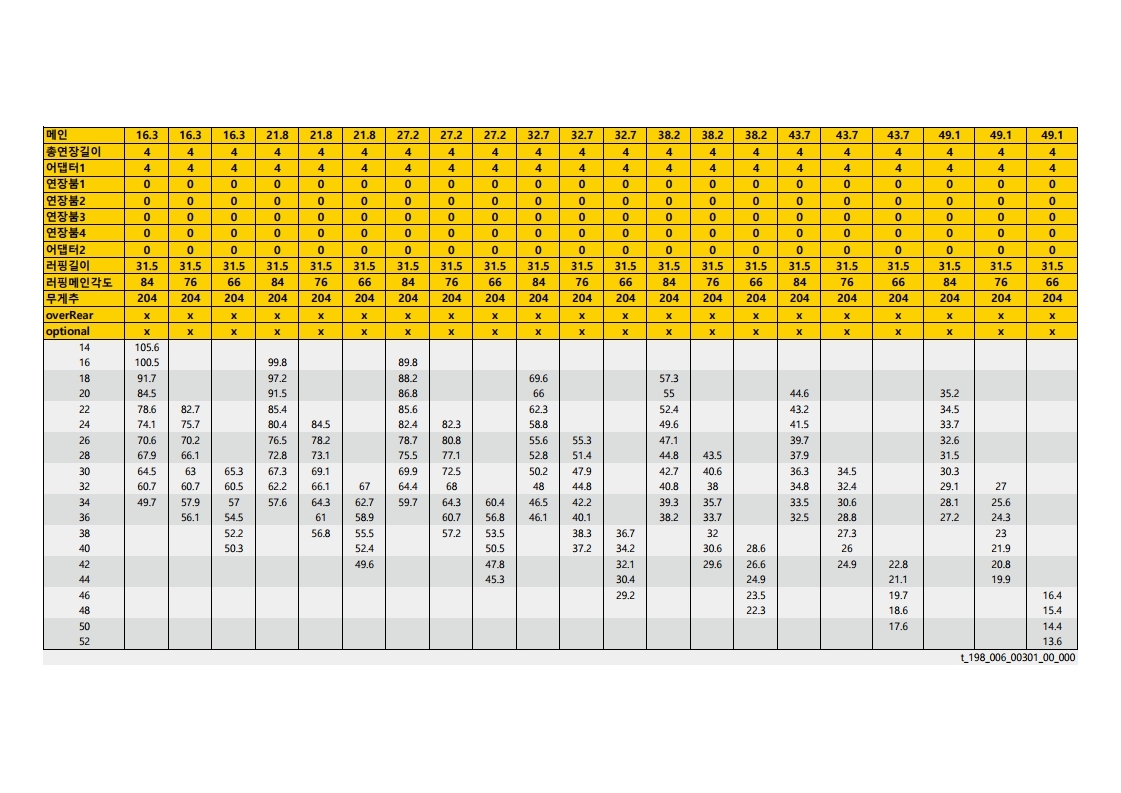 메인 16.3 16.3 16.3 21.8 21.8 21.8 27.2 27.2 27.2 32.7 32.7 32.7 38.2 38.2 38.2 43.7 43.7 43.7 49.1 49.1 49.1
총연장길이 4 4 4 4 4 4 4 4 4 4 4 4 4 4 4 4 4 4 4 4 4
어댑터1 4 4 4 4 4 4 4 4 4 4 4 4 4 4 4 4 4 4 4 4 4
연장붐1 0 0 0 0 0 0 0 0 0 0 0 0 0 0 0 0 0 0 0 0 0
연장붐2 0 0 0 0 0 0 0 0 0 0 0 0 0 0 0 0 0 0 0 0 0
연장붐3 0 0 0 0 0 0 0 0 0 0 0 0 0 0 0 0 0 0 0 0 0
연장붐4 0 0 0 0 0 0 0 0 0 0 0 0 0 0 0 0 0 0 0 0 0
어댑터2 0 0 0 0 0 0 0 0 0 0 0 0 0 0 0 0 0 0 0 0 0
러핑길이 31.5 31.5 31.5 31.5 31.5 31.5 31.5 31.5 31.5 31.5 31.5 31.5 31.5 31.5 31.5 31.5 31.5 31.5 31.5 31.5 31.5
러핑메인각도 84 76 66 84 76 66 84 76 66 84 76 66 84 76 66 84 76 66 84 76 66
무게추 204 204 204 204 204 204 204 204 204 204 204 204 204 204 204 204 204 204 204 204 204
overRear x x x x x x x x x x x x x x x x x x x x x
optional x x x x x x x x x x x x x x x x x x x x x
14 105.6
16 100.5 99.8 89.8
18 91.7 97.2 88.2 69.6 57.3
20 84.5 91.5 86.8 66 55 44.6 35.2
22 78.6 82.7 85.4 85.6 62.3 52.4 43.2 34.5
24 74.1 75.7 80.4 84.5 82.4 82.3 58.8 49.6 41.5 33.7
26 70.6 70.2 76.5 78.2 78.7 80.8 55.6 55.3 47.1 39.7 32.6
28 67.9 66.1 72.8 73.1 75.5 77.1 52.8 51.4 44.8 43.5 37.9 31.5
30 64.5 63 65.3 67.3 69.1 69.9 72.5 50.2 47.9 42.7 40.6 36.3 34.5 30.3
32 60.7 60.7 60.5 62.2 66.1 67 64.4 68 48 44.8 40.8 38 34.8 32.4 29.1 27
34 49.7 57.9 57 57.6 64.3 62.7 59.7 64.3 60.4 46.5 42.2 39.3 35.7 33.5 30.6 28.1 25.6
36 56.1 54.5 61 58.9 60.7 56.8 46.1 40.1 38.2 33.7 32.5 28.8 27.2 24.3
38 52.2 56.8 55.5 57.2 53.5 38.3 36.7 32 27.3 23
40 50.3 52.4 50.5 37.2 34.2 30.6 28.6 26 21.9
42 49.6 47.8 32.1 29.6 26.6 24.9 22.8 20.8
44 45.3 30.4 24.9 21.1 19.9
46 29.2 23.5 19.7 16.4
48 22.3 18.6 15.4
50 17.6 14.4
52 13.6
t_198_006_00301_00_000